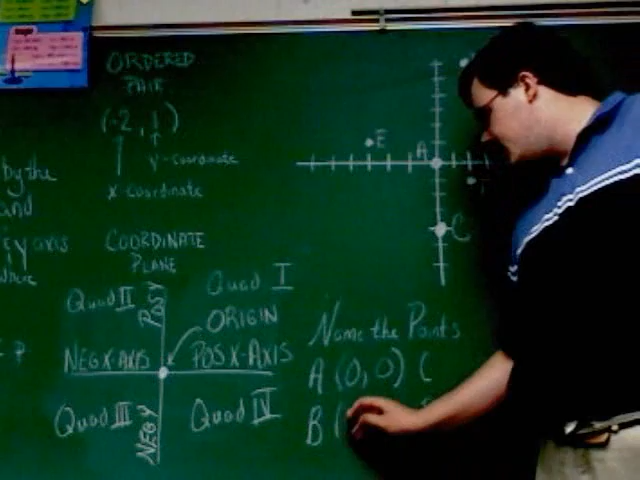 ORDERED
PAIR
(-2, 1)
y-coordinate
x-coordinate
by the
and
y axis
where
COORDINATE
PLANE
Quad II
POS Y
Quad I
ORIGIN
NEG X-AXIS
POS X-AXIS
Quad III
NEG Y
Quad IV
E
A
C
Name the Points
A (0,0) (
B (